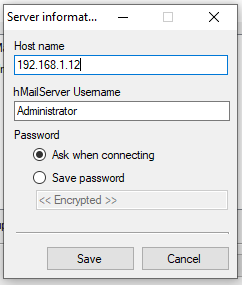 Server informat...
Host name
192.168.1.12
hMailServer Username
Administrator
Password
Ask when connecting
Save password
<< Encrypted >>
Save
Cancel